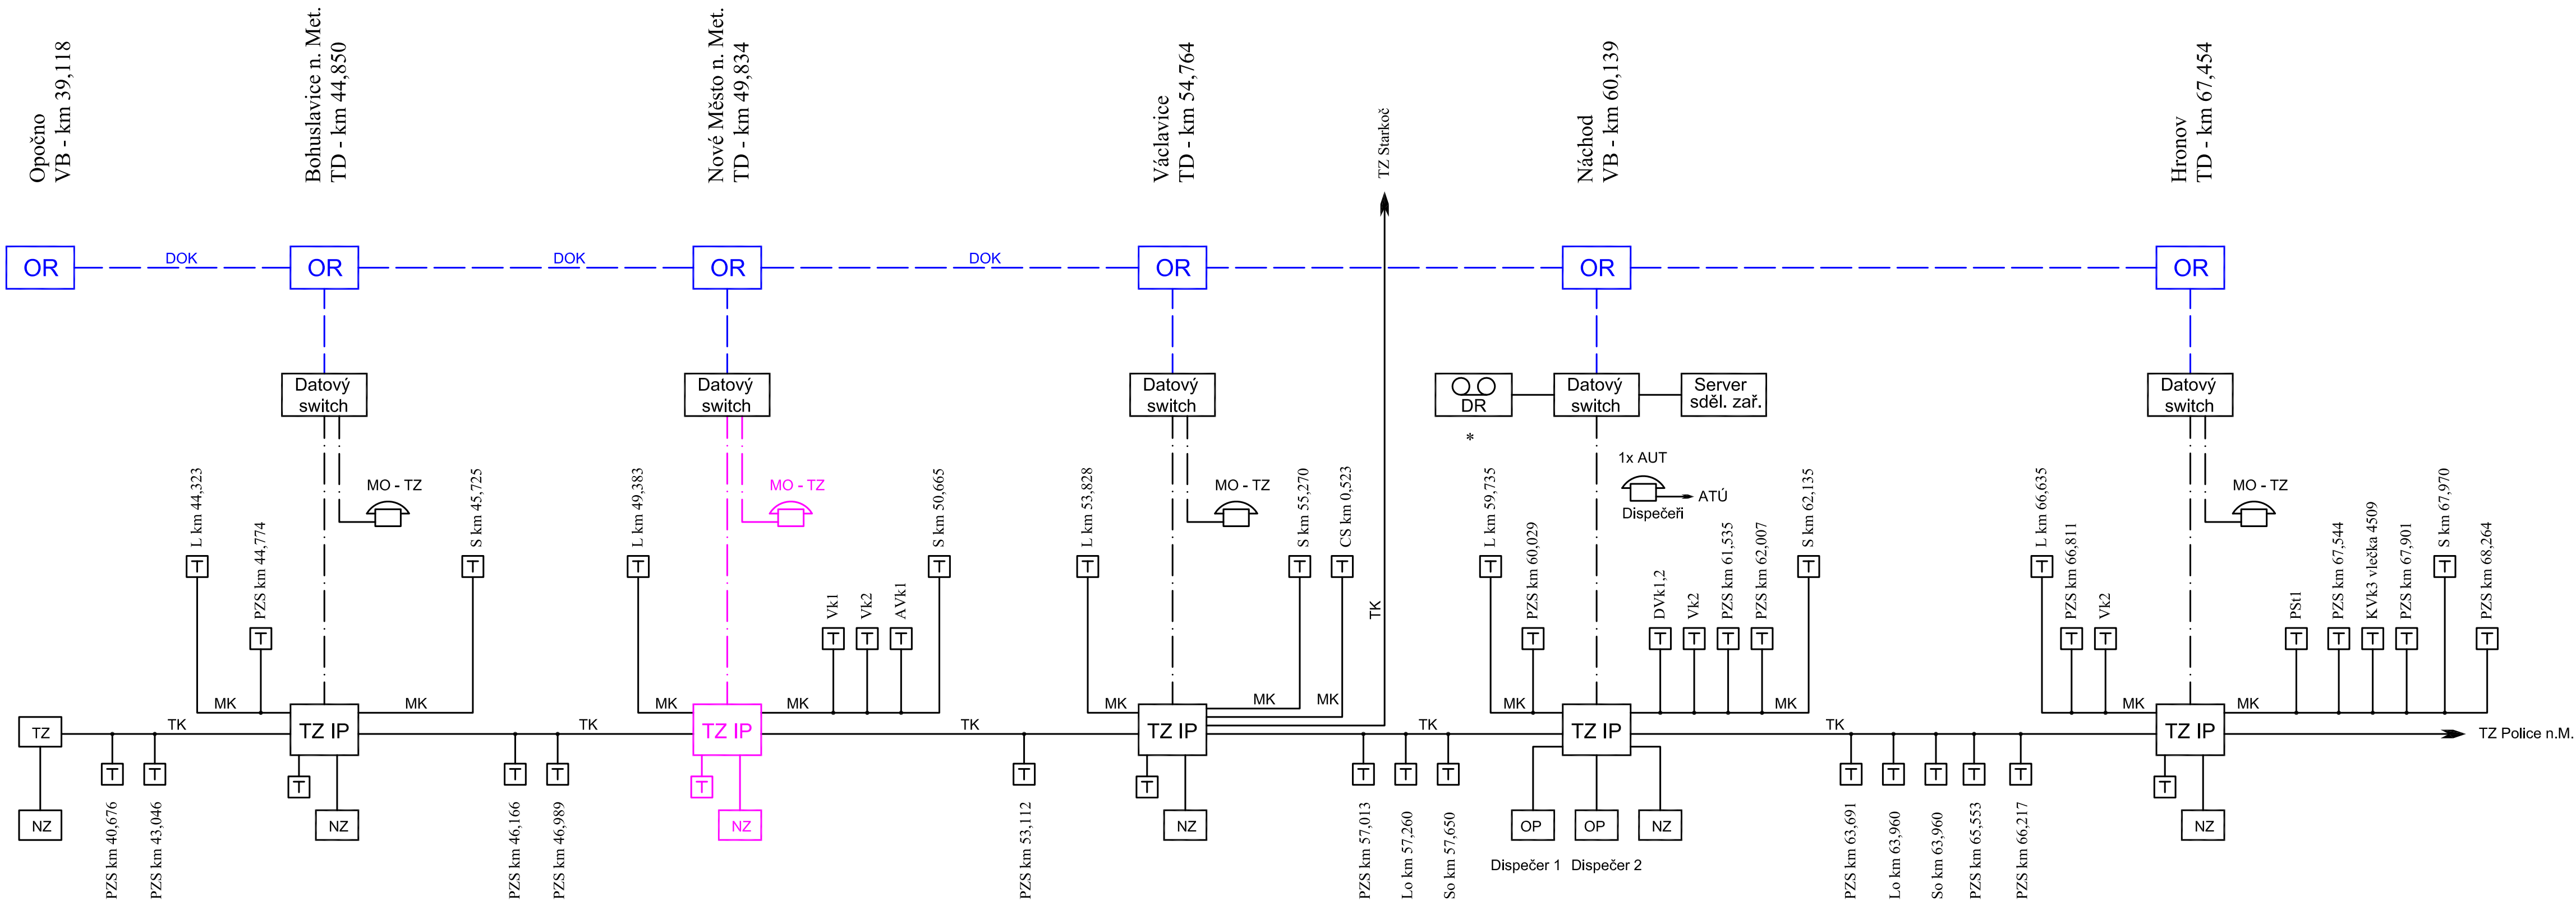 Opočno
VB - km 39,118
Bohuslavice n. Met.
TD - km 44,850
Nové Město n. Met.
TD - km 49,834
Václavice
TD - km 54,764
TZ Starkoč
Náchod
VB - km 60,139
Hronov
TD - km 67,454
OR
DOK
OR
DOK
OR
DOK
OR
OR
OR
Datový
switch
Datový
switch
Datový
switch
DR
*
Datový
switch
Server
sděl. zař.
Datový
switch
MO - TZ
MO - TZ
MO - TZ
1x AUT
ATÚ
Dispečeři
MO - TZ
L km 44,323
T
PZS km 44,774
T
S km 45,725
T
L km 49,383
T
Vk1
T
Vk2
T
AVk1
T
S km 50,665
T
L km 53,828
T
S km 55,270
T
CS km 0,523
T
TK
L km 59,735
T
PZS km 60,029
T
DVk1,2
T
Vk2
T
PZS km 61,535
T
PZS km 62,007
T
S km 62,135
T
L km 66,635
T
PZS km 66,811
T
Vk2
T
PSt1
T
PZS km 67,544
T
KVk3 vlečka 4509
T
PZS km 67,901
T
S km 67,970
T
PZS km 68,264
T
MK
MK
MK
MK
MK
MK
MK
MK
MK
MK
MK
TZ
TK
TZ IP
TK
TZ IP
TK
TZ IP
TK
TZ IP
TK
TZ IP
TZ Police n.M.
NZ
T
PZS km 40,676
T
PZS km 43,046
T
NZ
T
PZS km 46,166
T
PZS km 46,989
T
NZ
T
PZS km 53,112
T
NZ
T
PZS km 57,013
T
Lo km 57,260
T
So km 57,650
OP
OP
NZ
Dispečer 1
Dispečer 2
T
PZS km 63,691
T
Lo km 63,960
T
So km 63,960
T
PZS km 65,553
T
PZS km 66,217
T
NZ